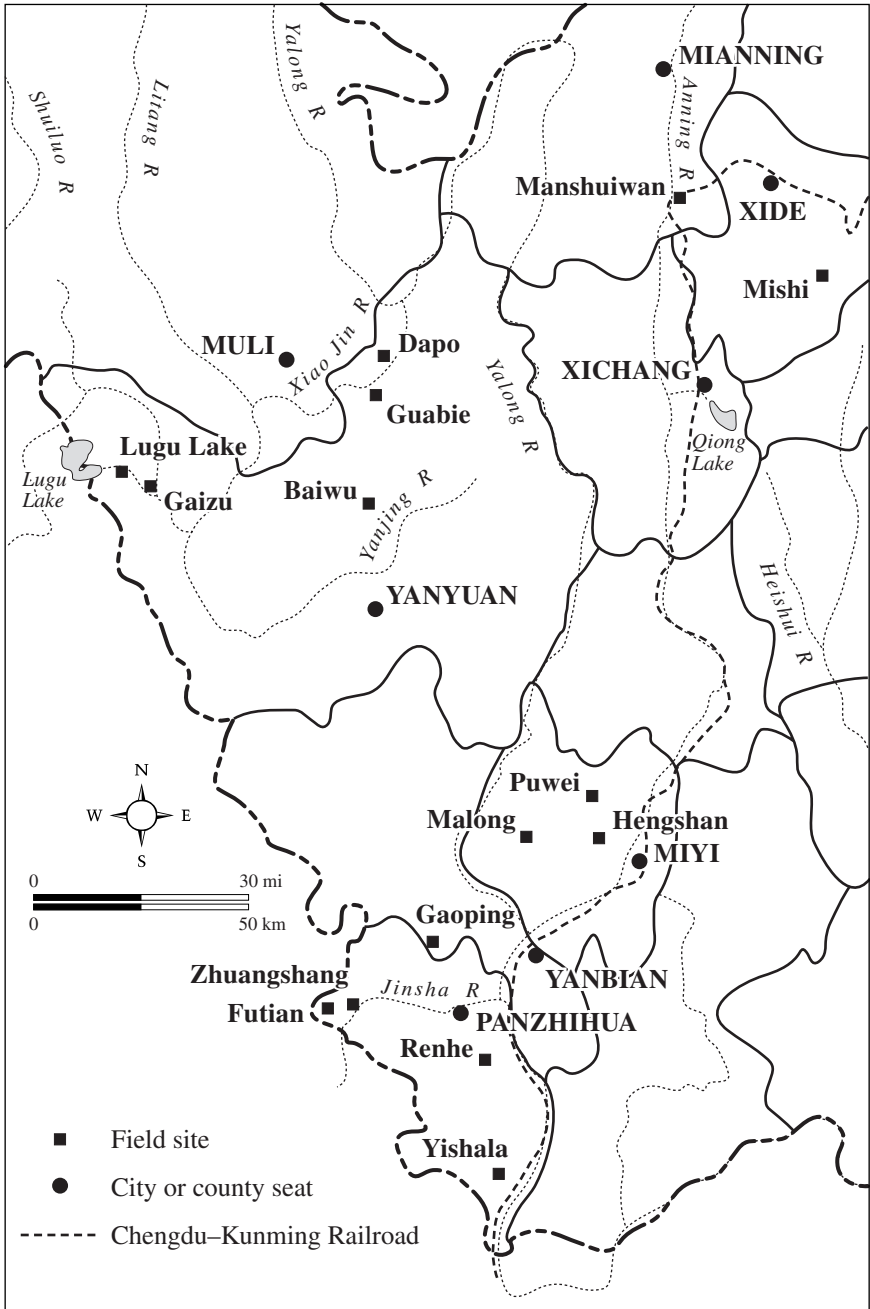 MIANNING
Yalong R
Litang R
Shuiluo R
Anning R
Manshuiwan
XIDE
Mishi
Xiao Jin R
Dapo
MULI
Yalong R
XICHANG
Guabie
Qiong
Lake
Lugu Lake
Lugu
Lake
Gaizu
Baiwu
Yanjing R
YANYUAN
Heishui R
N
W
E
S
Puwei
Malong
Hengshan
MIYI
0
30 mi
0
50 km
Gaoping
YANBIAN
Zhuangshang
Jinsha R
Futian
PANZHIHUA
Renhe
Yishala
Field site
City or county seat
Chengdu–Kunming Railroad